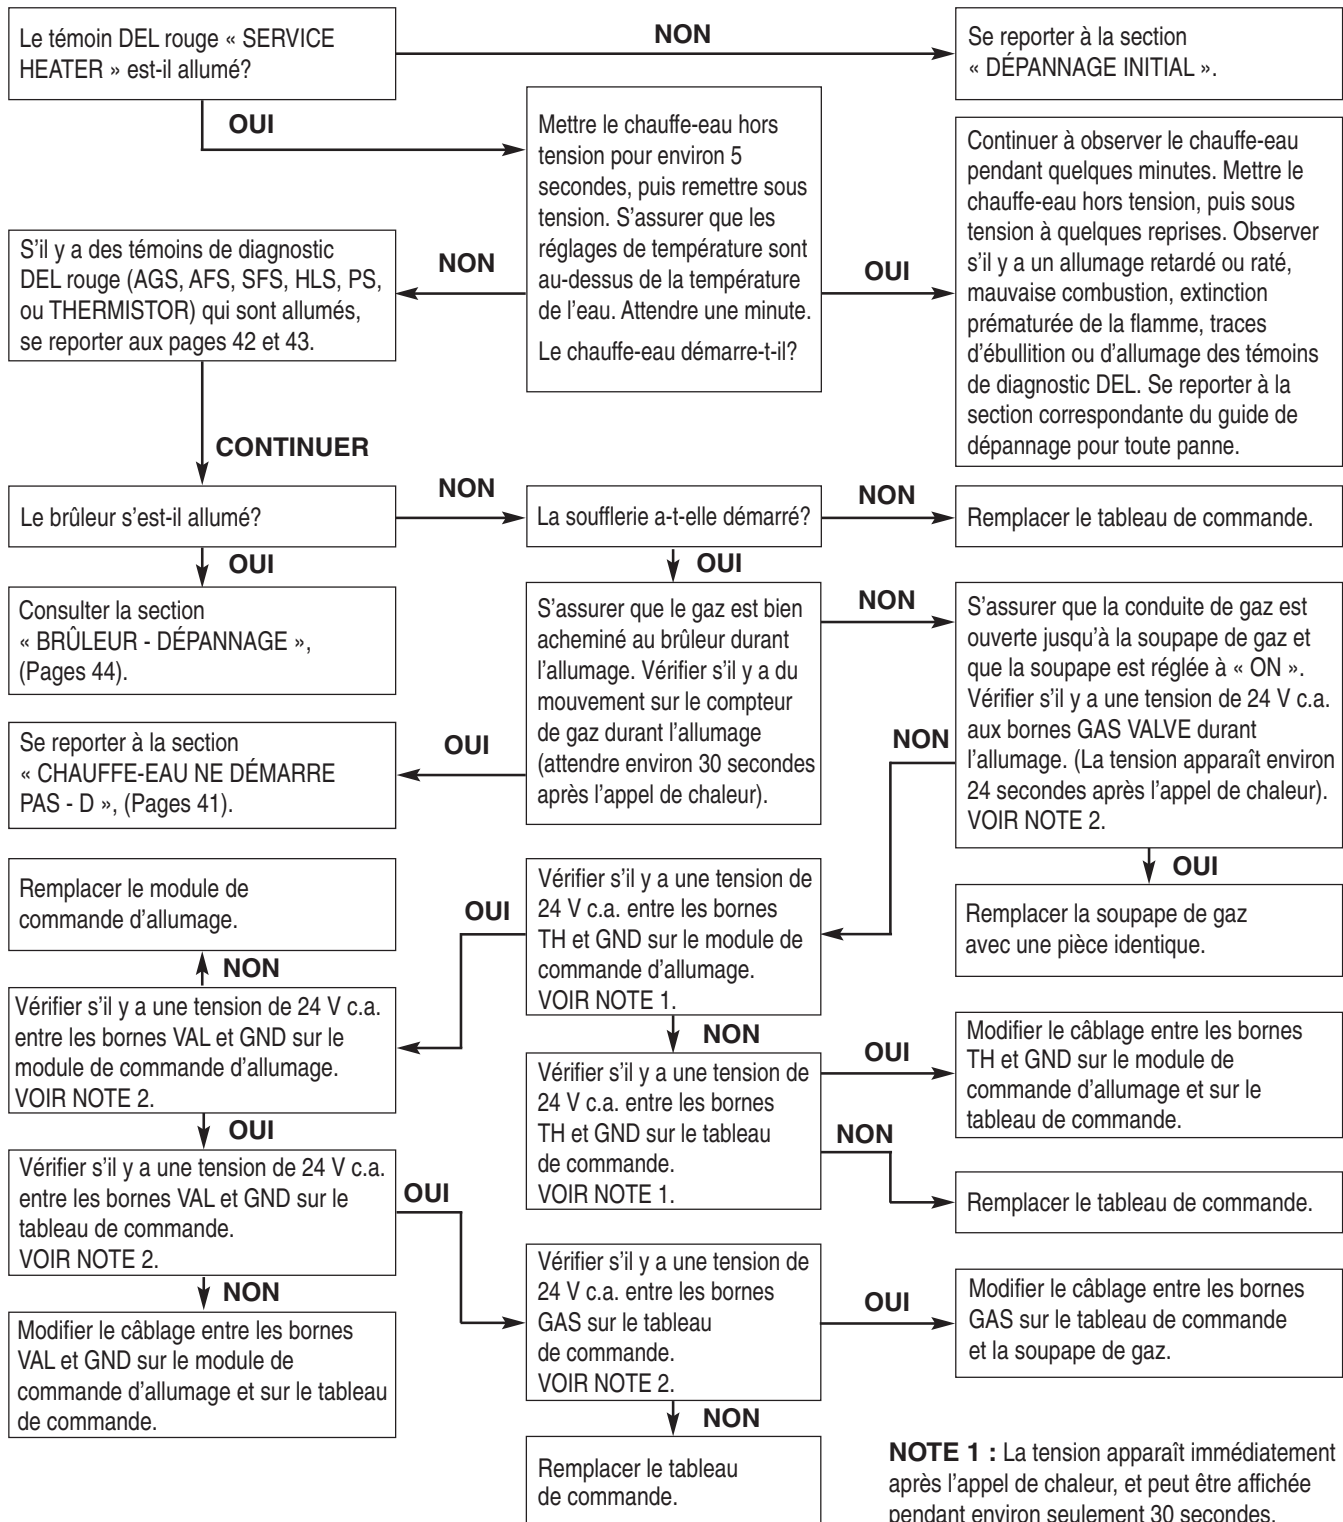 Le témoin DEL rouge « SERVICE
HEATER » est-il allumé?
NON
Se reporter à la section
« DÉPANNAGE INITIAL ».
OUI
Mettre le chauffe-eau hors
tension pour environ 5
secondes, puis remettre sous
tension. S'assurer que les
réglages de température sont
au-dessus de la température
de l'eau. Attendre une minute.
Le chauffe-eau démarre-t-il?
OUI
Continuer à observer le chauffe-eau
pendant quelques minutes. Mettre le
chauffe-eau hors tension, puis sous
tension à quelques reprises. Observer
s'il y a un allumage retardé ou raté,
mauvaise combustion, extinction
prématurée de la flamme, traces
d'ébullition ou d'allumage des témoins
de diagnostic DEL. Se reporter à la
section correspondante du guide de
dépannage pour toute panne.
NON
S'il y a des témoins de diagnostic
DEL rouge (AGS, AFS, SFS, HLS, PS,
ou THERMISTOR) qui sont allumés,
se reporter aux pages 42 et 43.
CONTINUER
Le brûleur s'est-il allumé?
NON
La soufflerie a-t-elle démarré?
NON
Remplacer le tableau de commande.
OUI
Consulter la section
« BRÛLEUR - DÉPANNAGE »,
(Pages 44).
OUI
S'assurer que le gaz est bien
acheminé au brûleur durant
l'allumage. Vérifier s'il y a du
mouvement sur le compteur
de gaz durant l'allumage
(attendre environ 30 secondes
après l'appel de chaleur).
NON
S'assurer que la conduite de gaz est
ouverte jusqu'à la soupape de gaz et
que la soupape est réglée à « ON ».
Vérifier s'il y a une tension de 24 V c.a.
aux bornes GAS VALVE durant
l'allumage. (La tension apparaît environ
24 secondes après l'appel de chaleur).
VOIR NOTE 2.
OUI
Se reporter à la section
« CHAUFFE-EAU NE DÉMARRE
PAS - D », (Pages 41).
NON
OUI
Remplacer la soupape de gaz
avec une pièce identique.
Vérifier s'il y a une tension de
24 V c.a. entre les bornes
TH et GND sur le module de
commande d'allumage.
VOIR NOTE 1.
OUI
Remplacer le module de
commande d'allumage.
NON
Vérifier s'il y a une tension de 24 V c.a.
entre les bornes VAL et GND sur le
module de commande d'allumage.
VOIR NOTE 2.
NON
Vérifier s'il y a une tension de
24 V c.a. entre les bornes
TH et GND sur le tableau
de commande.
VOIR NOTE 1.
OUI
Modifier le câblage entre les bornes
TH et GND sur le module de
commande d'allumage et sur le
tableau de commande.
NON
Remplacer le tableau de commande.
OUI
Vérifier s'il y a une tension de 24 V c.a.
entre les bornes VAL et GND sur le
tableau de commande.
VOIR NOTE 2.
OUI
Vérifier s'il y a une tension de
24 V c.a. entre les bornes
GAS sur le tableau
de commande.
VOIR NOTE 2.
OUI
Modifier le câblage entre les bornes
GAS sur le tableau de commande
et la soupape de gaz.
NON
Modifier le câblage entre les bornes
VAL et GND sur le module de
commande d'allumage et sur le tableau
de commande.
NON
Remplacer le tableau
de commande.
NOTE 1 : La tension apparaît immédiatement
après l'appel de chaleur, et peut être affichée
pendant environ seulement 30 secondes.